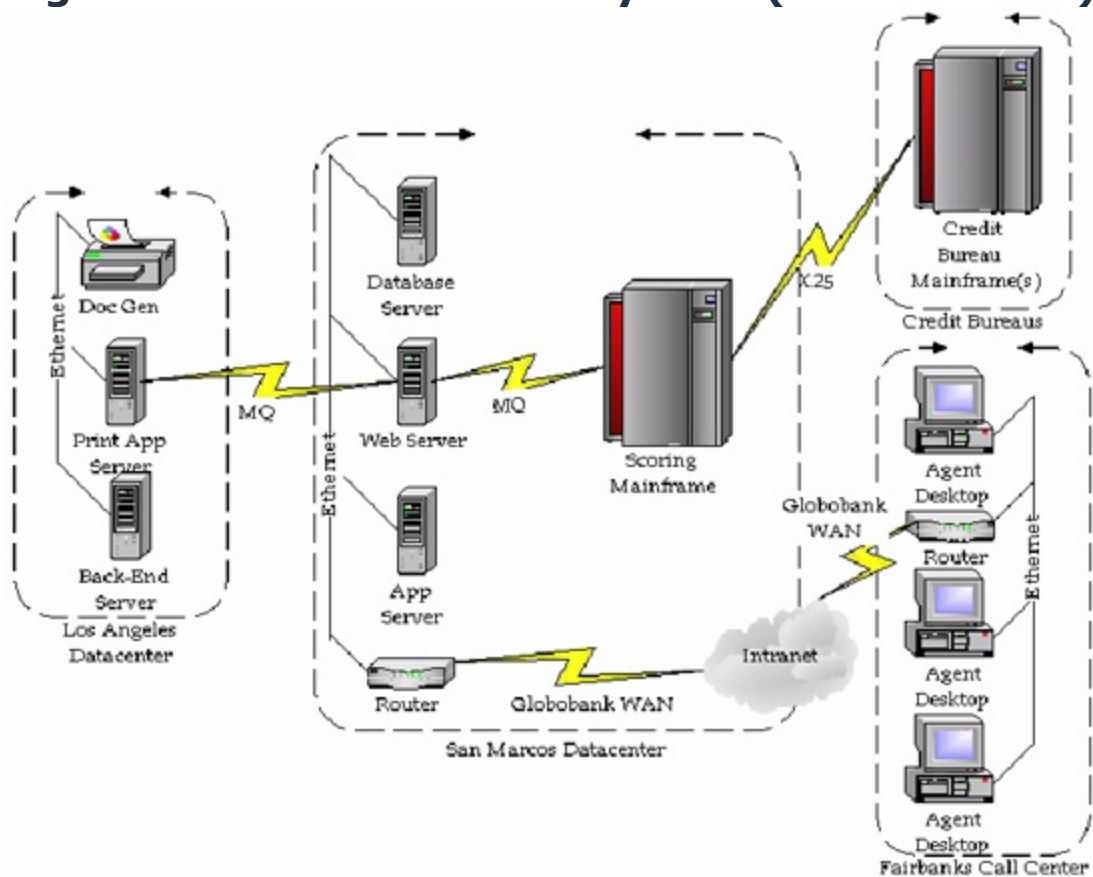 Ethernet
Doc Gen
Print App
Server
Back-End
Server
Los Angeles
Datacenter
MQ
Database
Server
Web Server
MQ
Ethernet
App
Server
Router
Globobank WAN
Intranet
San Marcos Datacenter
Scoring
Mainframe
X.25
Credit
Bureau
Mainframe(s)
Credit Bureaus
Globobank
WAN
Agent
Desktop
Router
Ethernet
Agent
Desktop
Agent
Desktop
Fairbanks Call Center